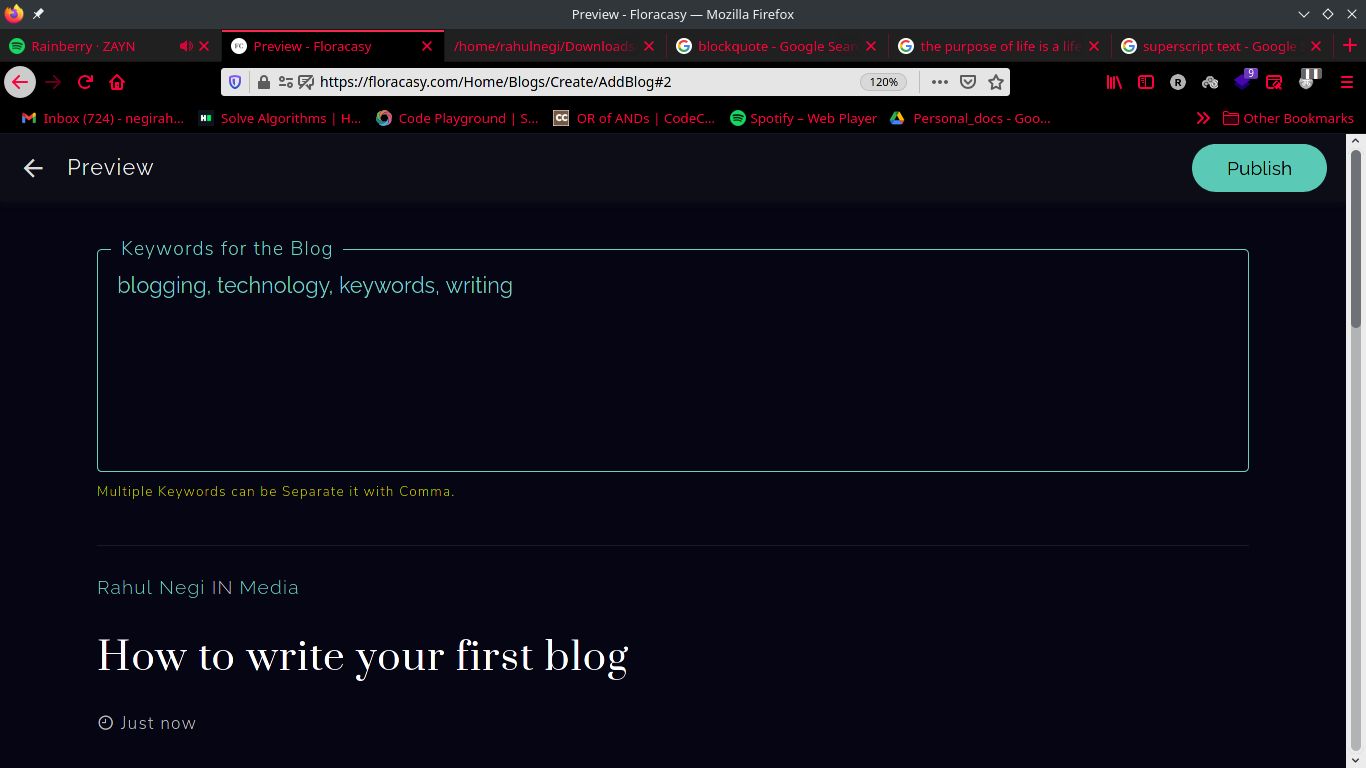 Preview - Floracasy — Mozilla Firefox
Rainberry · ZAYN
Preview - Floracasy
/home/rahulnegi/Downloads
blockquote - Google Sear
the purpose of life is a life
superscript text - Google
https://floracasy.com/Home/Blogs/Create/AddBlog#2
120%
R
9
Inbox (724) - negirah...
Solve Algorithms | H...
Code Playground | S...
CC
OR of ANDs | CodeC...
Spotify – Web Player
Personal_docs - Goo...
Other Bookmarks
Preview
Publish
Keywords for the Blog
blogging, technology, keywords, writing
Multiple Keywords can be Separate it with Comma.
Rahul Negi IN Media
How to write your first blog
Just now